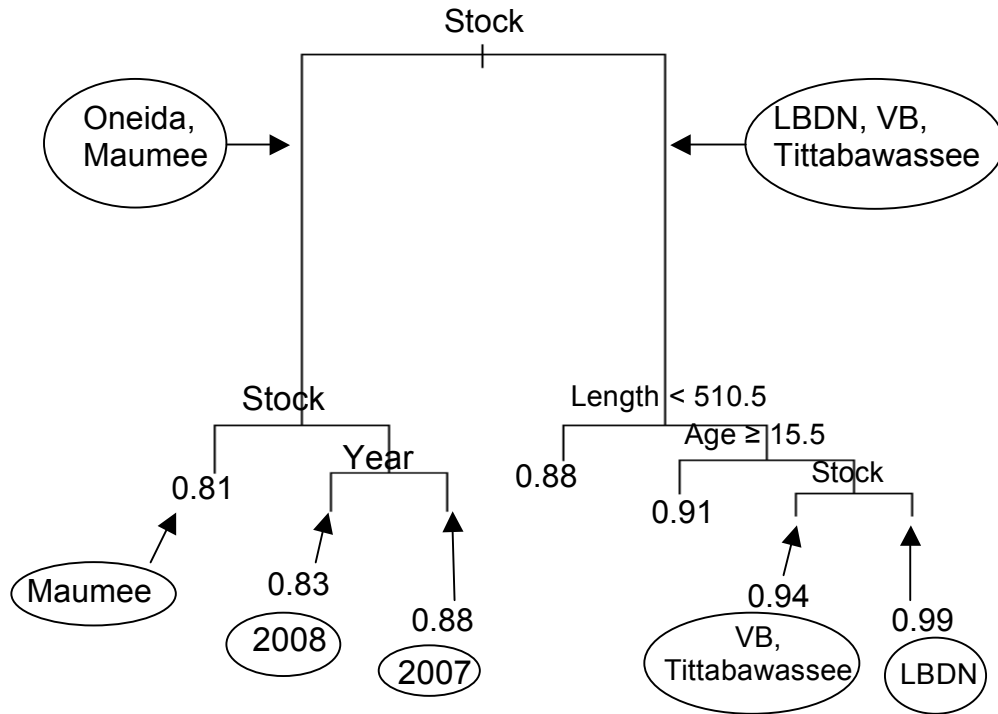 Stock
Oneida,
Maumee
LBDN, VB,
Tittabawassee
Stock
Length < 510.5
Year
Age ≥ 15.5
Stock
0.81
0.88
0.91
Maumee
0.83
2008
0.88
2007
0.94
VB,
Tittabawassee
0.99
LBDN